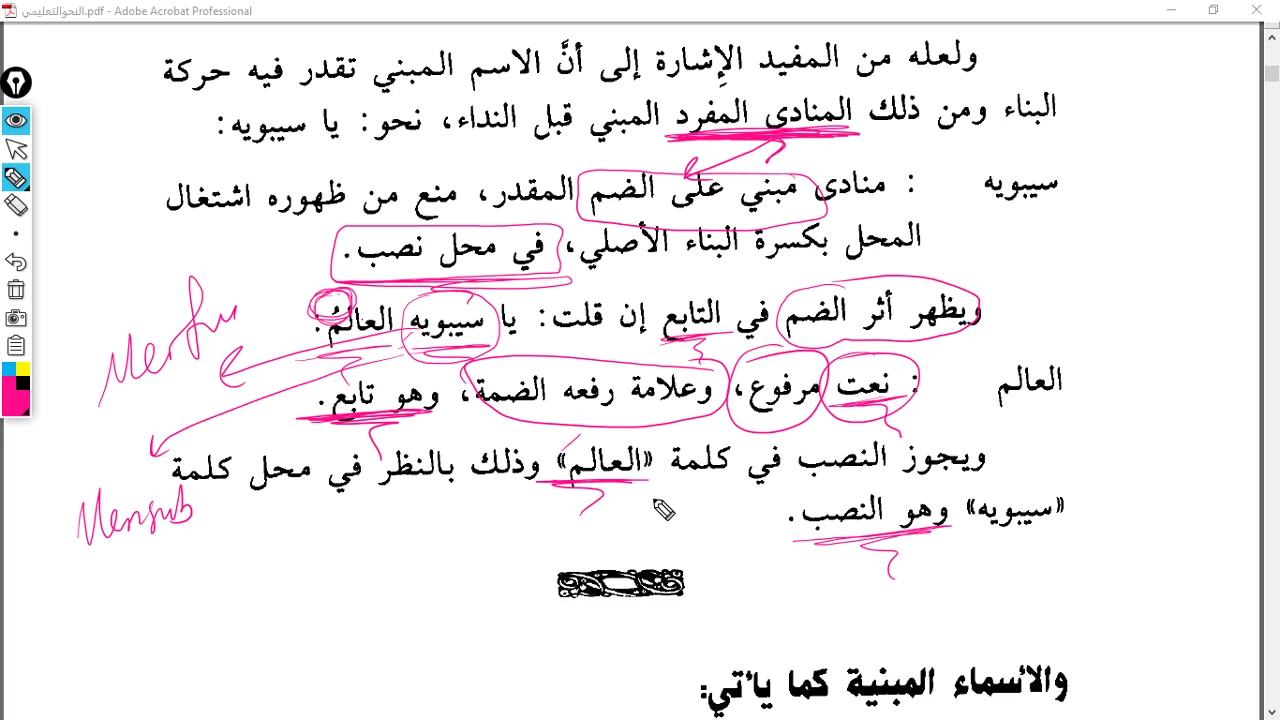 النحوالتعليمي.pdf - Adobe Acrobat Professional
ولعله من المفيد الإِشارة إلى أنَّ الاسم المبني تقدر فيه حركة
البناء ومن ذلك المنادى المفرد المبني قبل النداء، نحو: يا سيبويه:
سيبويه : منادى مبني على الضم المقدر، منع من ظهوره اشتغال
المحل بكسرة البناء الأصلي، في محل نصب.
ويظهر أثر الضم في التابع إن قلت: يا سيبويه العالمُ:
Merfu
العالم : نعت مرفوع، وعلامة رفعه الضمة، وهو تابع.
ويجوز النصب في كلمة «العالم» وذلك بالنظر في محل كلمة
Mensub
«سيبويه» وهو النصب.
والأسماء المبنية كما يأتي: